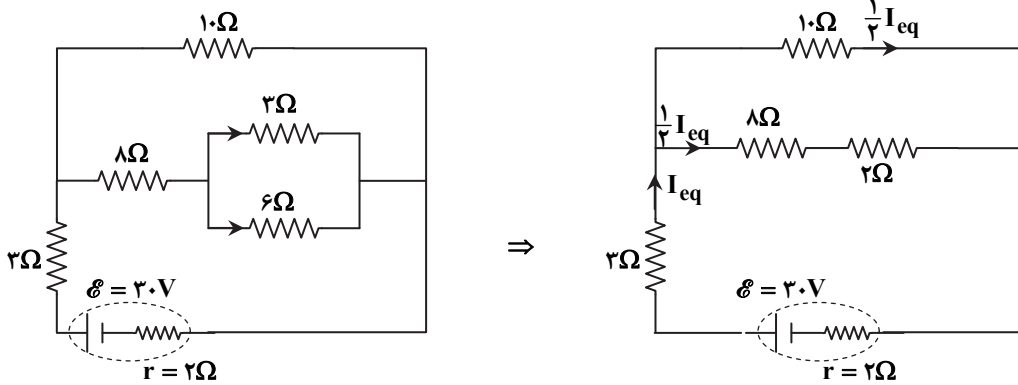 ۱۰Ω
۳Ω
۸Ω
۶Ω
۳Ω
ℰ = ۳۰V
r = ۲Ω
⇒
۱۰Ω
۱/۲ I_eq
۸Ω
۱/۲ I_eq
۲Ω
I_eq
۳Ω
ℰ = ۳۰V
r = ۲Ω